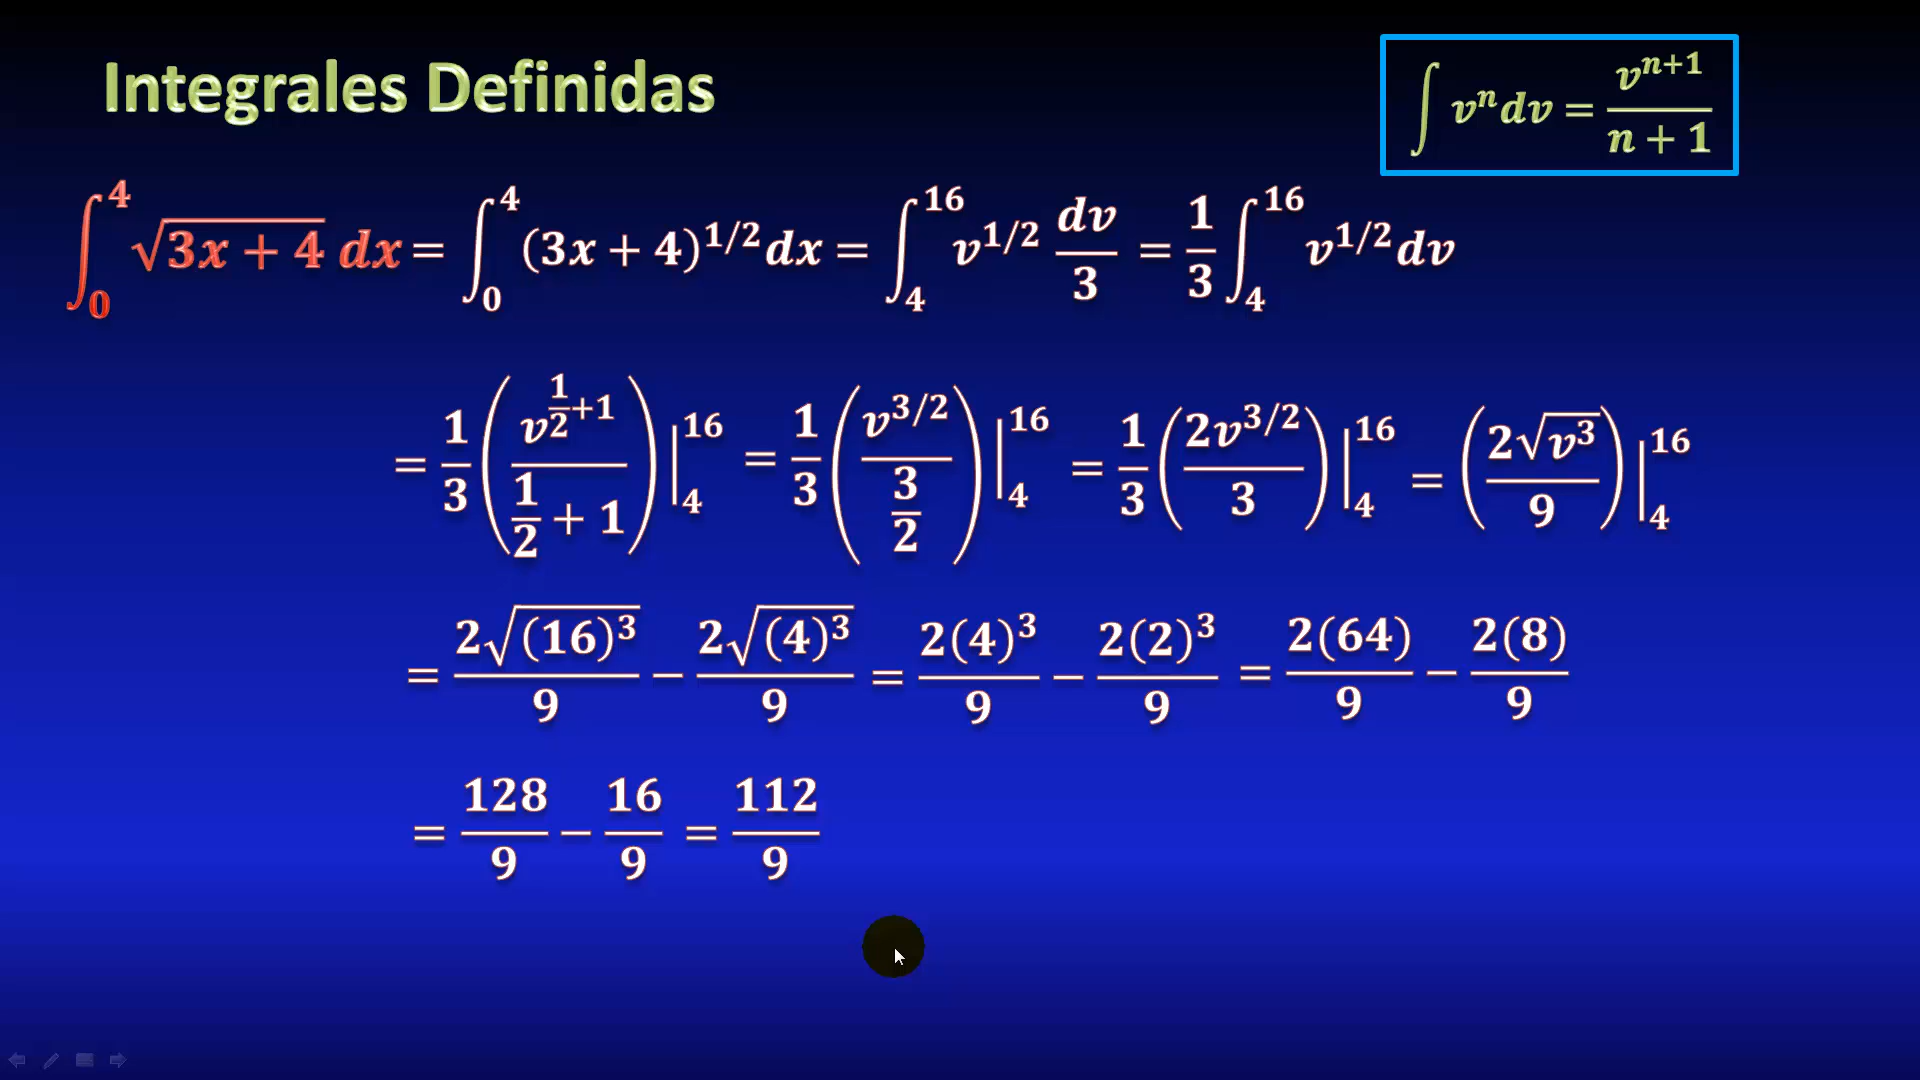 Integrales Definidas
∫ vⁿdv = vⁿ⁺¹/(n + 1)
∫₀⁴ √(3x + 4) dx = ∫₀⁴ (3x + 4)^(1/2) dx = ∫₄¹⁶ v^(1/2) dv/3 = 1/3 ∫₄¹⁶ v^(1/2) dv
= 1/3 (v^(1/2+1)/(1/2 + 1))|₄¹⁶ = 1/3 (v^(3/2)/(3/2))|₄¹⁶ = 1/3 (2v^(3/2)/3)|₄¹⁶ = (2√(v³)/9)|₄¹⁶
= 2√((16)³)/9 − 2√((4)³)/9 = 2(4)³/9 − 2(2)³/9 = 2(64)/9 − 2(8)/9
= 128/9 − 16/9 = 112/9